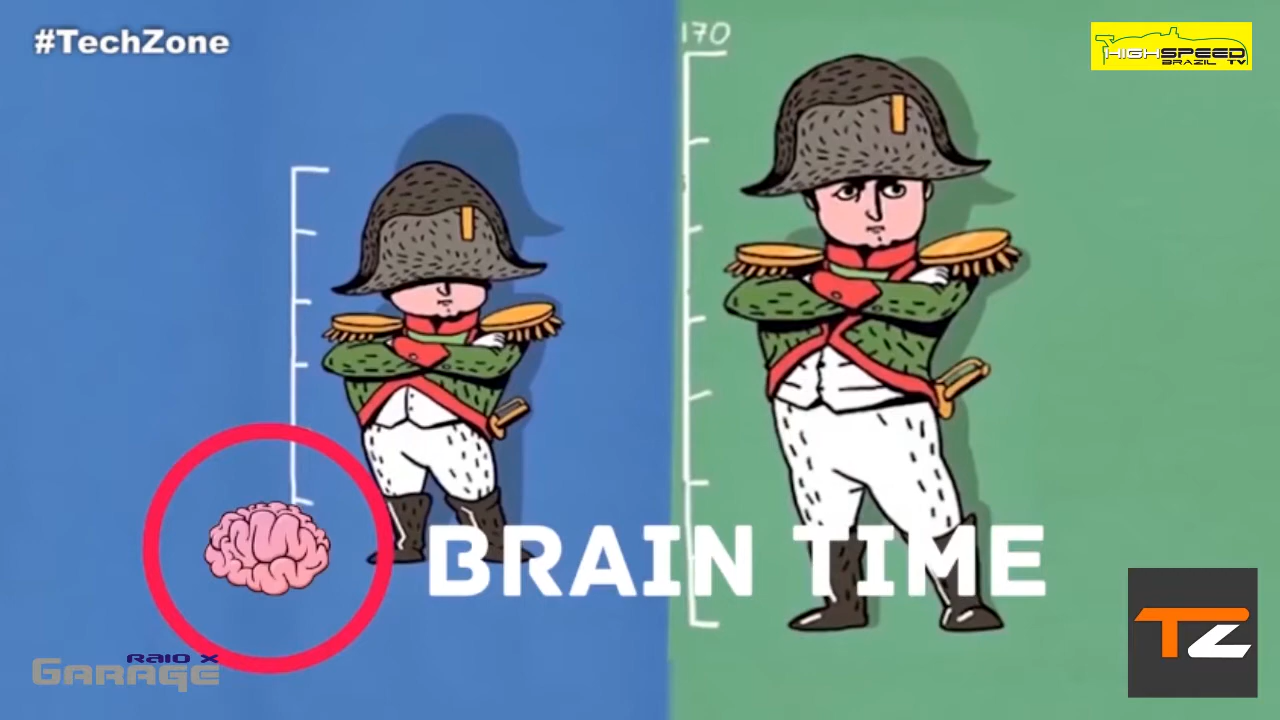 #TechZone
170
HIGHSPEED
BRAZIL TV
BRAIN TIME
RAIO X
GARAGE
TZ